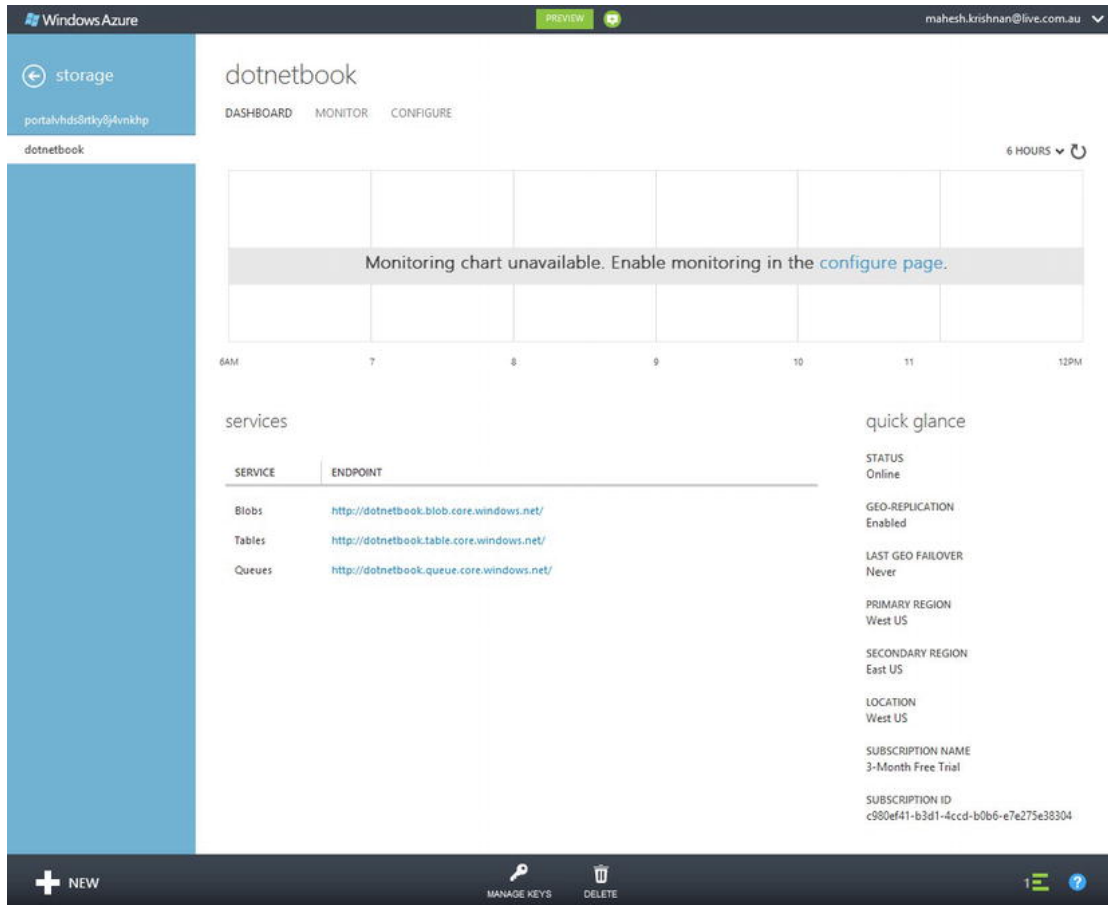 Windows Azure
PREVIEW
mahesh.krishnan@live.com.au
storage
portalvhds8rtky8j4vnkhp
dotnetbook
dotnetbook
DASHBOARD MONITOR CONFIGURE
6 HOURS
Monitoring chart unavailable. Enable monitoring in the configure page.
6AM 7 8 9 10 11 12PM
services
SERVICE ENDPOINT
Blobs http://dotnetbook.blob.core.windows.net/
Tables http://dotnetbook.table.core.windows.net/
Queues http://dotnetbook.queue.core.windows.net/
quick glance
STATUS
Online
GEO-REPLICATION
Enabled
LAST GEO FAILOVER
Never
PRIMARY REGION
West US
SECONDARY REGION
East US
LOCATION
West US
SUBSCRIPTION NAME
3-Month Free Trial
SUBSCRIPTION ID
c980ef41-b3d1-4ccd-b0b6-e7e275e38304
NEW
MANAGE KEYS
DELETE
1
?